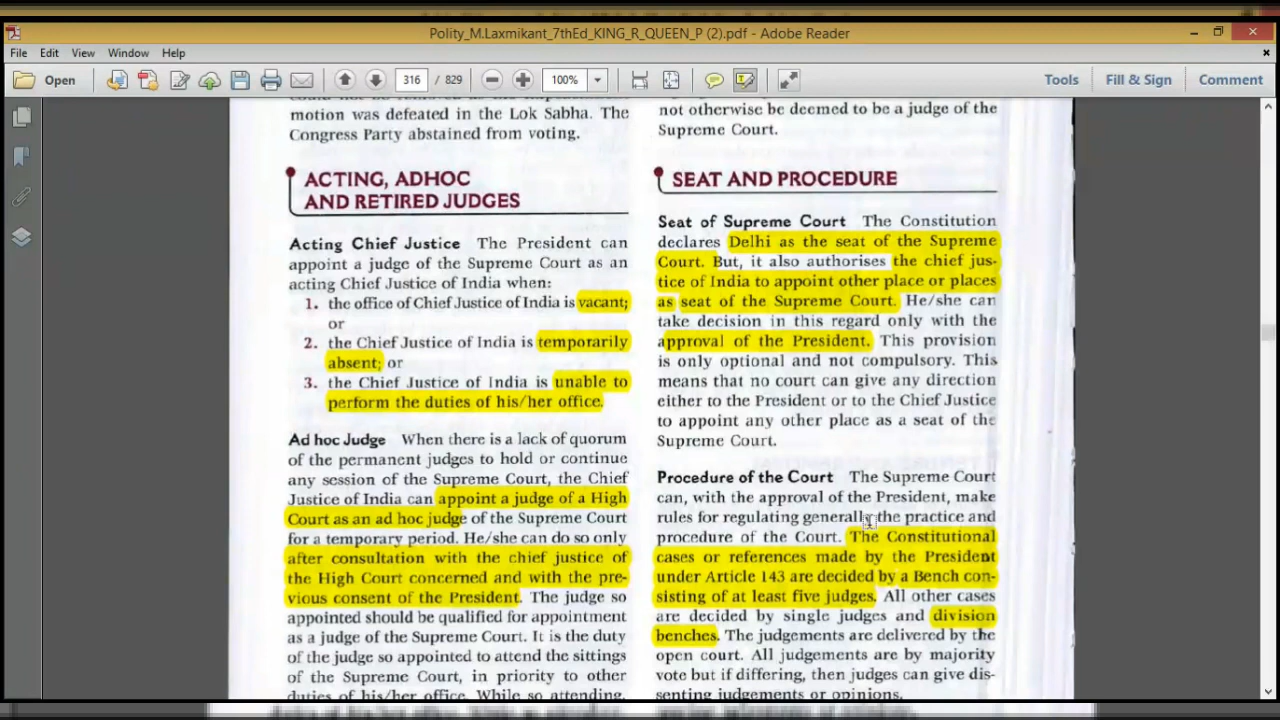 Polity_M.Laxmikant_7thEd_KING_R_QUEEN_P (2).pdf - Adobe Reader
File Edit View Window Help
Open
316 / 829
100%
Tools
Fill & Sign
Comment
motion was defeated in the Lok Sabha. The
Congress Party abstained from voting.
ACTING, ADHOC
AND RETIRED JUDGES
Acting Chief Justice The President can
appoint a judge of the Supreme Court as an
acting Chief Justice of India when:
1. the office of Chief Justice of India is vacant;
or
2. the Chief Justice of India is temporarily
absent; or
3. the Chief Justice of India is unable to
perform the duties of his/her office.
Ad hoc Judge When there is a lack of quorum
of the permanent judges to hold or continue
any session of the Supreme Court, the Chief
Justice of India can appoint a judge of a High
Court as an ad hoc judge of the Supreme Court
for a temporary period. He/she can do so only
after consultation with the chief justice of
the High Court concerned and with the pre-
vious consent of the President. The judge so
appointed should be qualified for appointment
as a judge of the Supreme Court. It is the duty
of the judge so appointed to attend the sittings
of the Supreme Court, in priority to other
duties of his/her office. While so attending,
not otherwise be deemed to be a judge of the
Supreme Court.
SEAT AND PROCEDURE
Seat of Supreme Court The Constitution
declares Delhi as the seat of the Supreme
Court. But, it also authorises the chief jus-
tice of India to appoint other place or places
as seat of the Supreme Court. He/she can
take decision in this regard only with the
approval of the President. This provision
is only optional and not compulsory. This
means that no court can give any direction
either to the President or to the Chief Justice
to appoint any other place as a seat of the
Supreme Court.
Procedure of the Court The Supreme Court
can, with the approval of the President, make
rules for regulating generally the practice and
procedure of the Court. The Constitutional
cases or references made by the President
under Article 143 are decided by a Bench con-
sisting of at least five judges. All other cases
are decided by single judges and division
benches. The judgements are delivered by the
open court. All judgements are by majority
vote but if differing, then judges can give dis-
senting judgements or opinions.